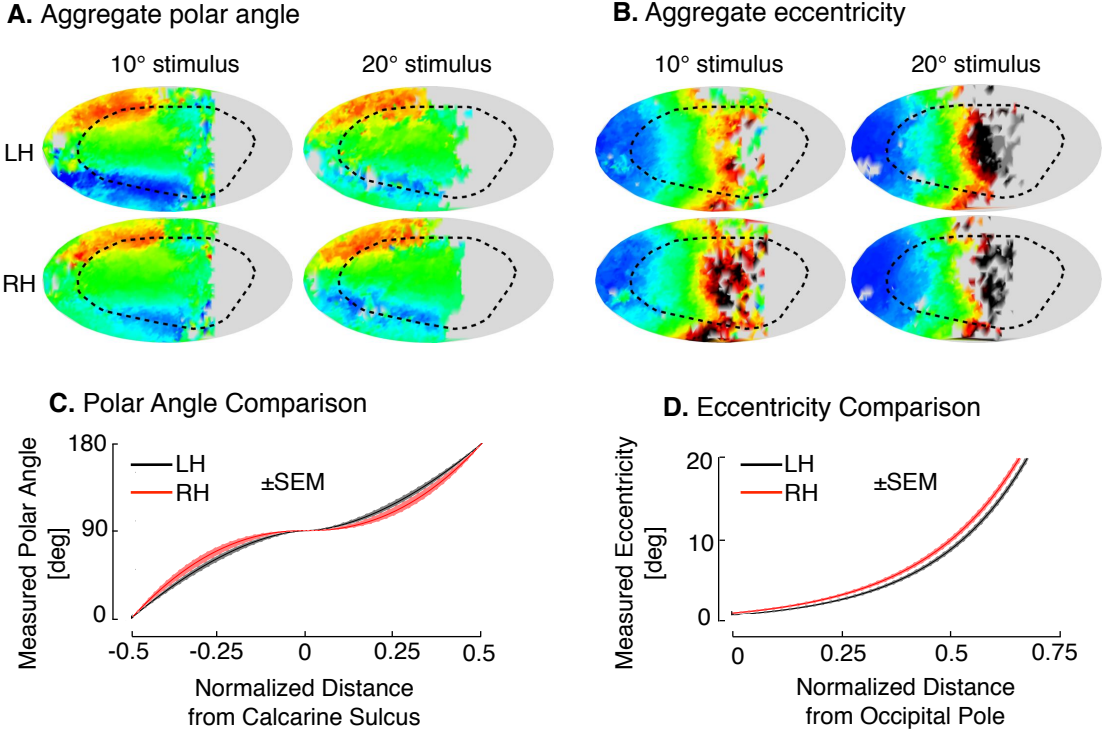 A. Aggregate polar angle
B. Aggregate eccentricity
10° stimulus
20° stimulus
10° stimulus
20° stimulus
LH
RH
C. Polar Angle Comparison
Measured Polar Angle
[deg]
180
90
0
LH
RH
±SEM
-0.5
-0.25
0
0.25
0.5
Normalized Distance
from Calcarine Sulcus
D. Eccentricity Comparison
Measured Eccentricity
[deg]
20
10
0
LH
RH
±SEM
0
0.25
0.5
0.75
Normalized Distance
from Occipital Pole